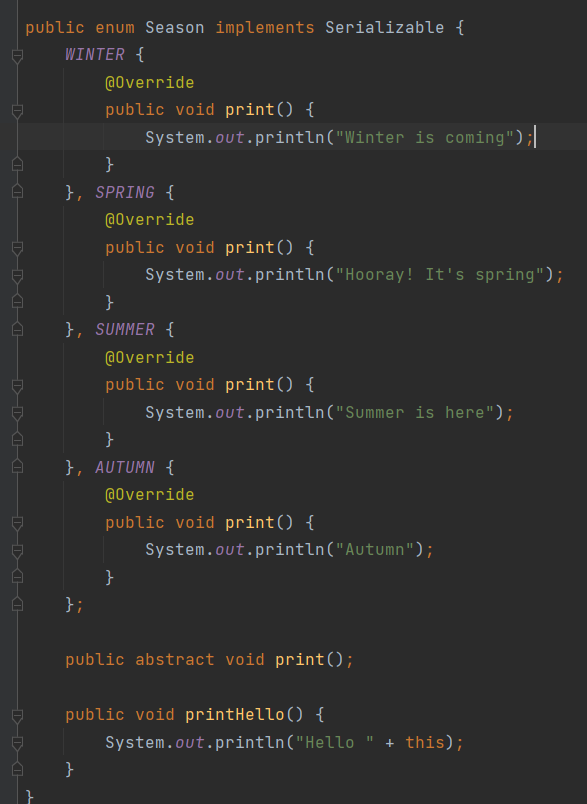 public enum Season implements Serializable {
    WINTER {
        @Override
        public void print() {
            System.out.println("Winter is coming");
        }
    }, SPRING {
        @Override
        public void print() {
            System.out.println("Hooray! It's spring");
        }
    }, SUMMER {
        @Override
        public void print() {
            System.out.println("Summer is here");
        }
    }, AUTUMN {
        @Override
        public void print() {
            System.out.println("Autumn");
        }
    };

    public abstract void print();

    public void printHello() {
        System.out.println("Hello " + this);
    }
}